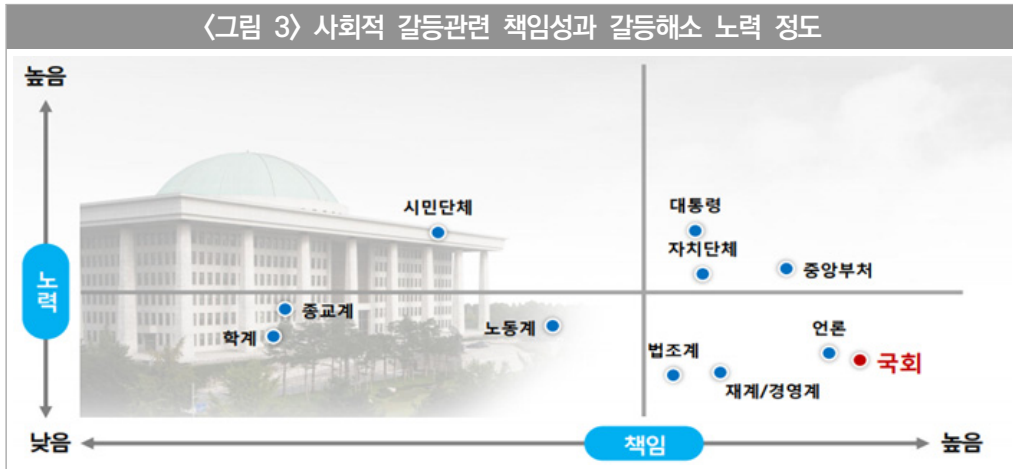 〈그림 3〉 사회적 갈등관련 책임성과 갈등해소 노력 정도
높음
시민단체
대통령
자치단체
중앙부처
노력
종교계
학계
노동계
언론
법조계
국회
재계/경영계
낮음
책임
높음